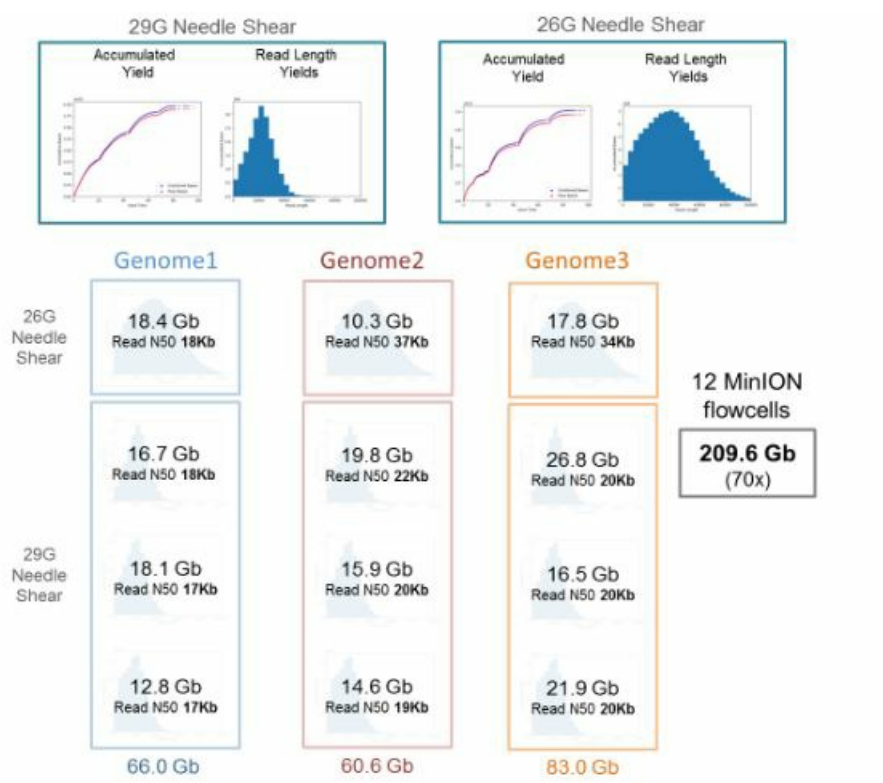 29G Needle Shear
26G Needle Shear
Accumulated
Yield
Read Length
Yields
Accumulated
Yield
Read Length
Yields
Genome1
Genome2
Genome3
26G
Needle
Shear
18.4 Gb
Read N50 18Kb
10.3 Gb
Read N50 37Kb
17.8 Gb
Read N50 34Kb
12 MinION
flowcells
209.6 Gb
(70x)
29G
Needle
Shear
16.7 Gb
Read N50 18Kb
19.8 Gb
Read N50 22Kb
26.8 Gb
Read N50 20Kb
18.1 Gb
Read N50 17Kb
15.9 Gb
Read N50 20Kb
16.5 Gb
Read N50 20Kb
12.8 Gb
Read N50 17Kb
14.6 Gb
Read N50 19Kb
21.9 Gb
Read N50 20Kb
66.0 Gb
60.6 Gb
83.0 Gb